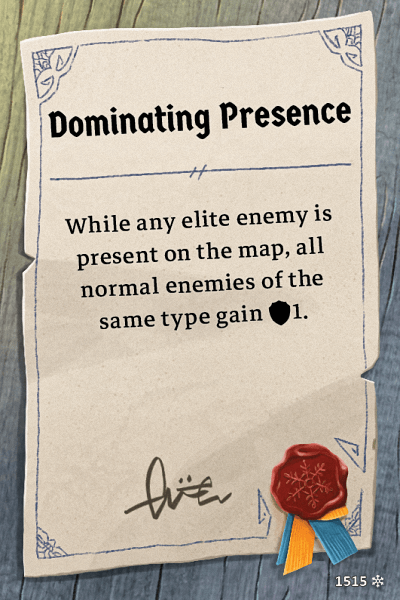 Dominating Presence
While any elite enemy is
present on the map, all
normal enemies of the
same type gain 1.
1515